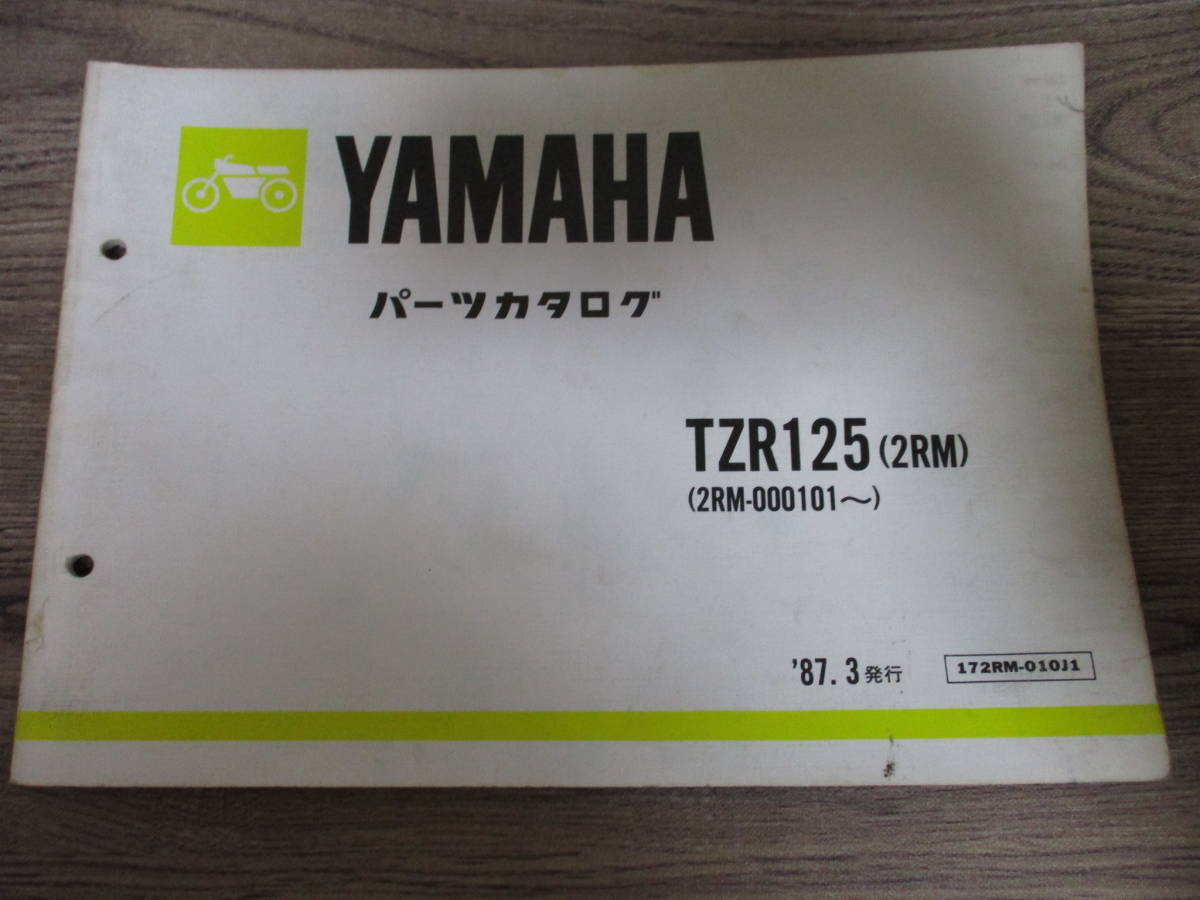 YAMAHA
パーツカタログ
TZR125 (2RM)
(2RM-000101〜)
'87. 3 発行
172RM-010J1